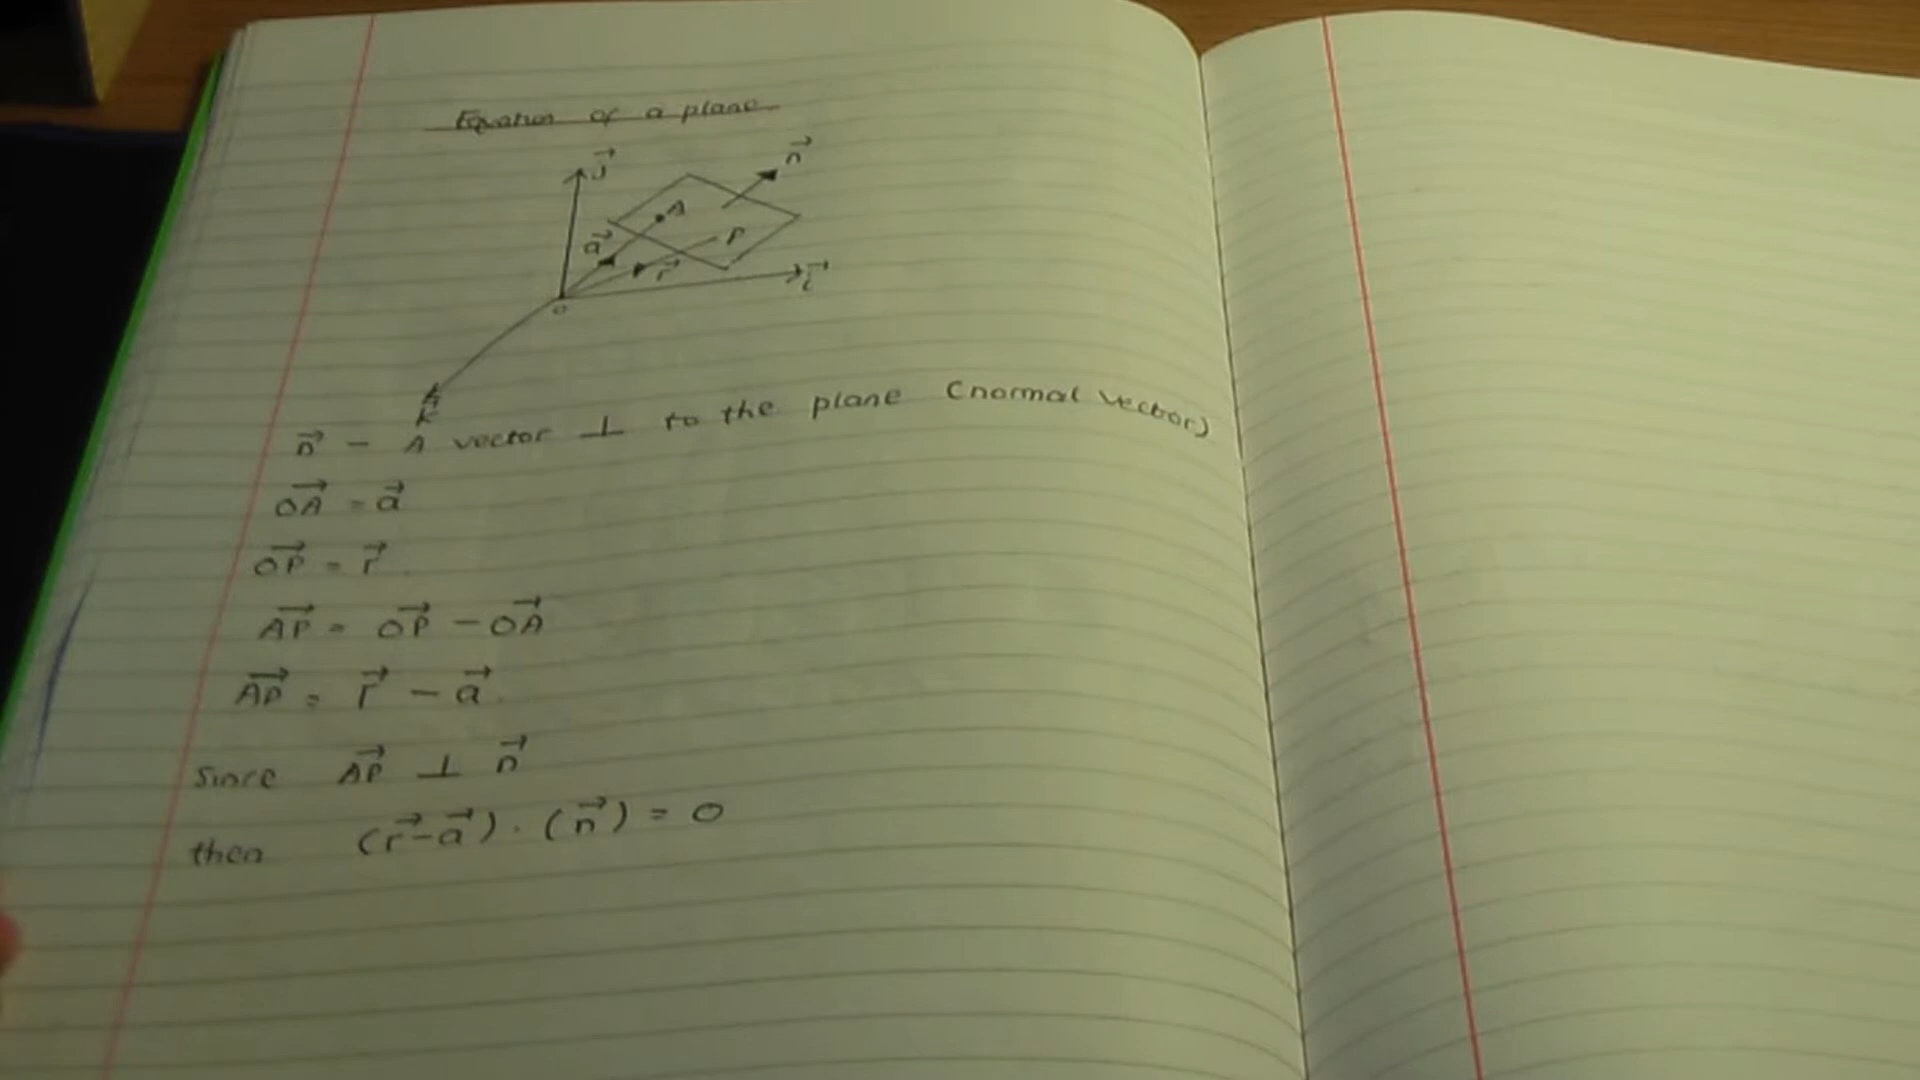 Equation of a plane
j⃗
n⃗
A
a⃗
P
r⃗
i⃗
o
k⃗
n⃗ - A vector ⊥ to the plane (normal vector)
OA⃗ = a⃗
OP⃗ = r⃗
AP⃗ = OP⃗ - OA⃗
AP⃗ = r⃗ - a⃗
Since AP⃗ ⊥ n⃗
then (r⃗-a⃗) . (n⃗) = 0